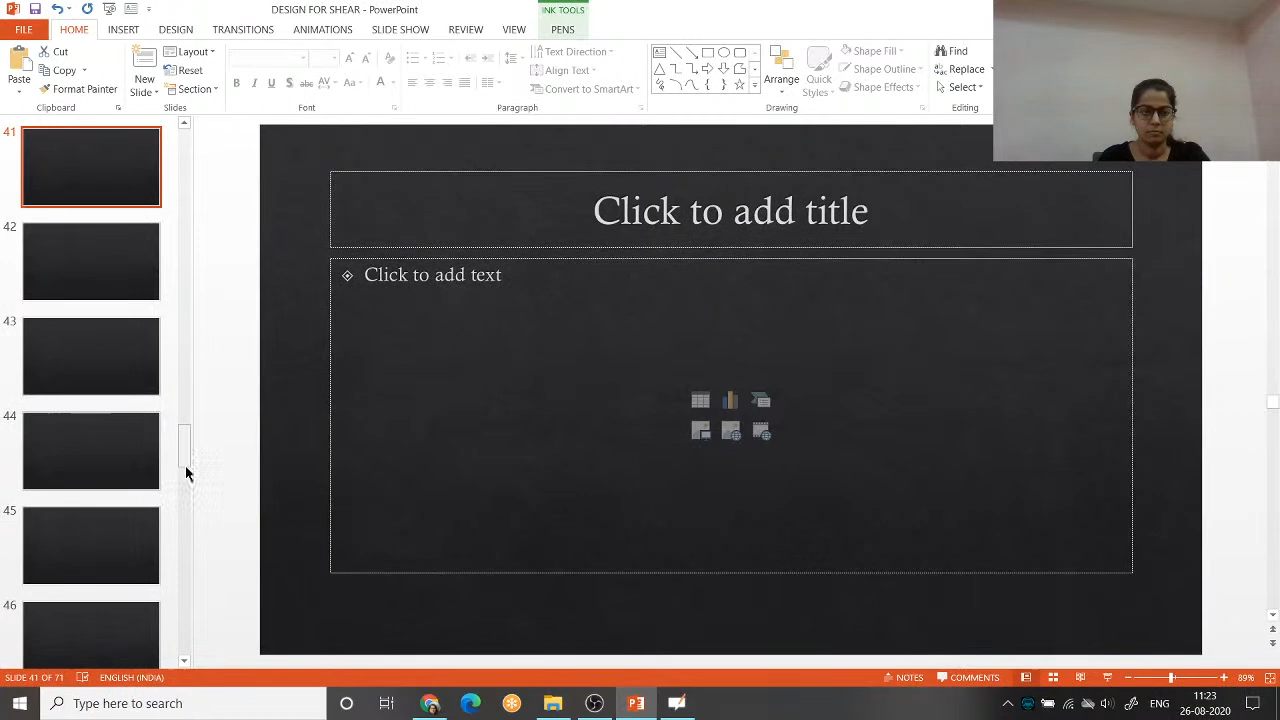 DESIGN FOR SHEAR - PowerPoint
INK TOOLS
FILE HOME INSERT DESIGN TRANSITIONS ANIMATIONS SLIDE SHOW REVIEW VIEW PENS
Paste
Cut
Copy
Format Painter
Clipboard
New Slide
Layout
Reset
Section
Slides
B I U S abc AV Aa A
Font
Text Direction
Align Text
Convert to SmartArt
Paragraph
Arrange
Quick Styles
Shape Fill
Shape Outline
Shape Effects
Drawing
Find
Replace
Select
Editing
41
42
43
44
45
46
Click to add title
Click to add text
SLIDE 41 OF 71 ENGLISH (INDIA) NOTES COMMENTS 89%
Type here to search
ENG
11:23
26-08-2020